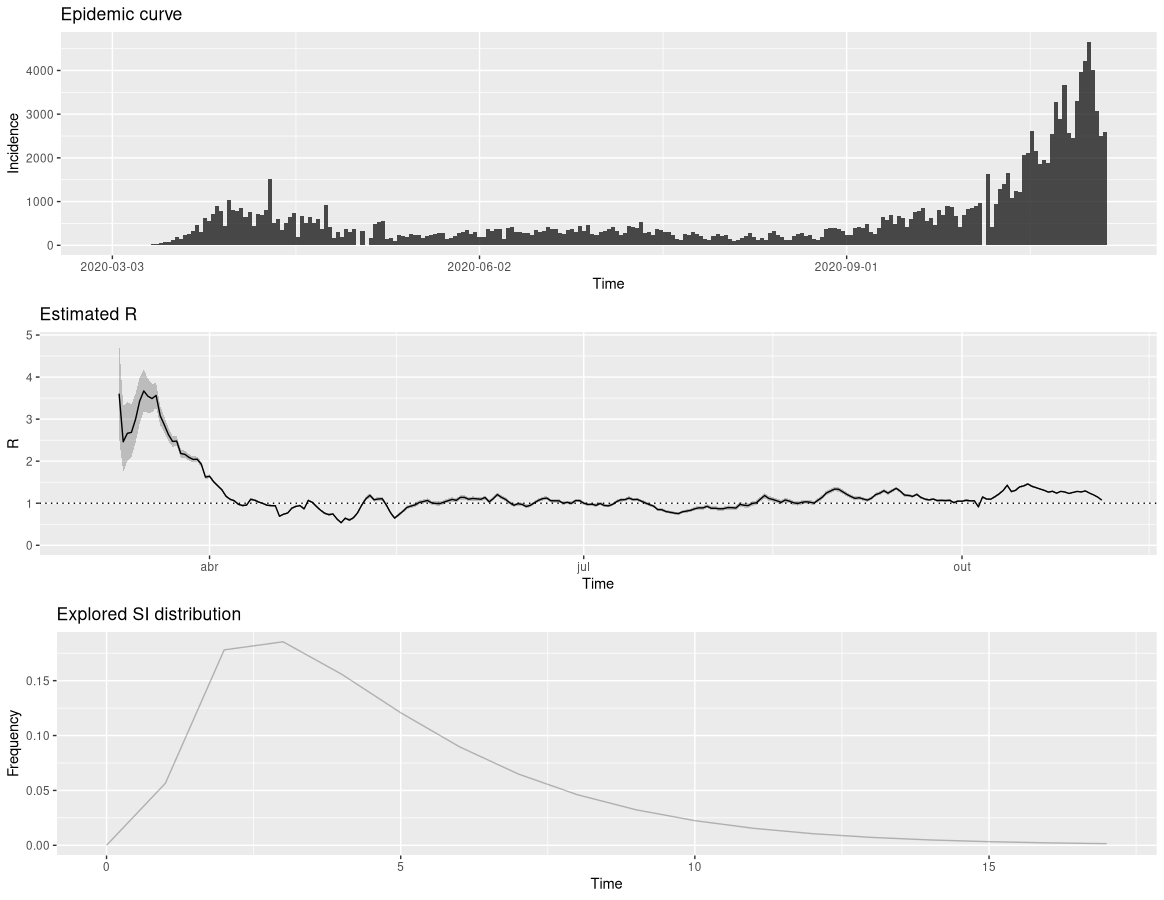 Epidemic curve
4000
3000
2000
1000
0
Incidence
2020-03-03 2020-06-02 2020-09-01
Time
Estimated R
5
4
3
2
1
0
R
abr jul out
Time
Explored SI distribution
0.15
0.10
0.05
0.00
Frequency
0 5 10 15
Time